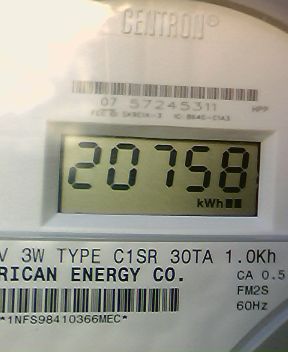 CENTRON®
07 57245311 HPP
20758
kWh
V 3W TYPE C1SR 30TA 1.0Kh
RICAN ENERGY CO. CA 0.5
FM2S
60Hz
*1NFS98410366MEC*